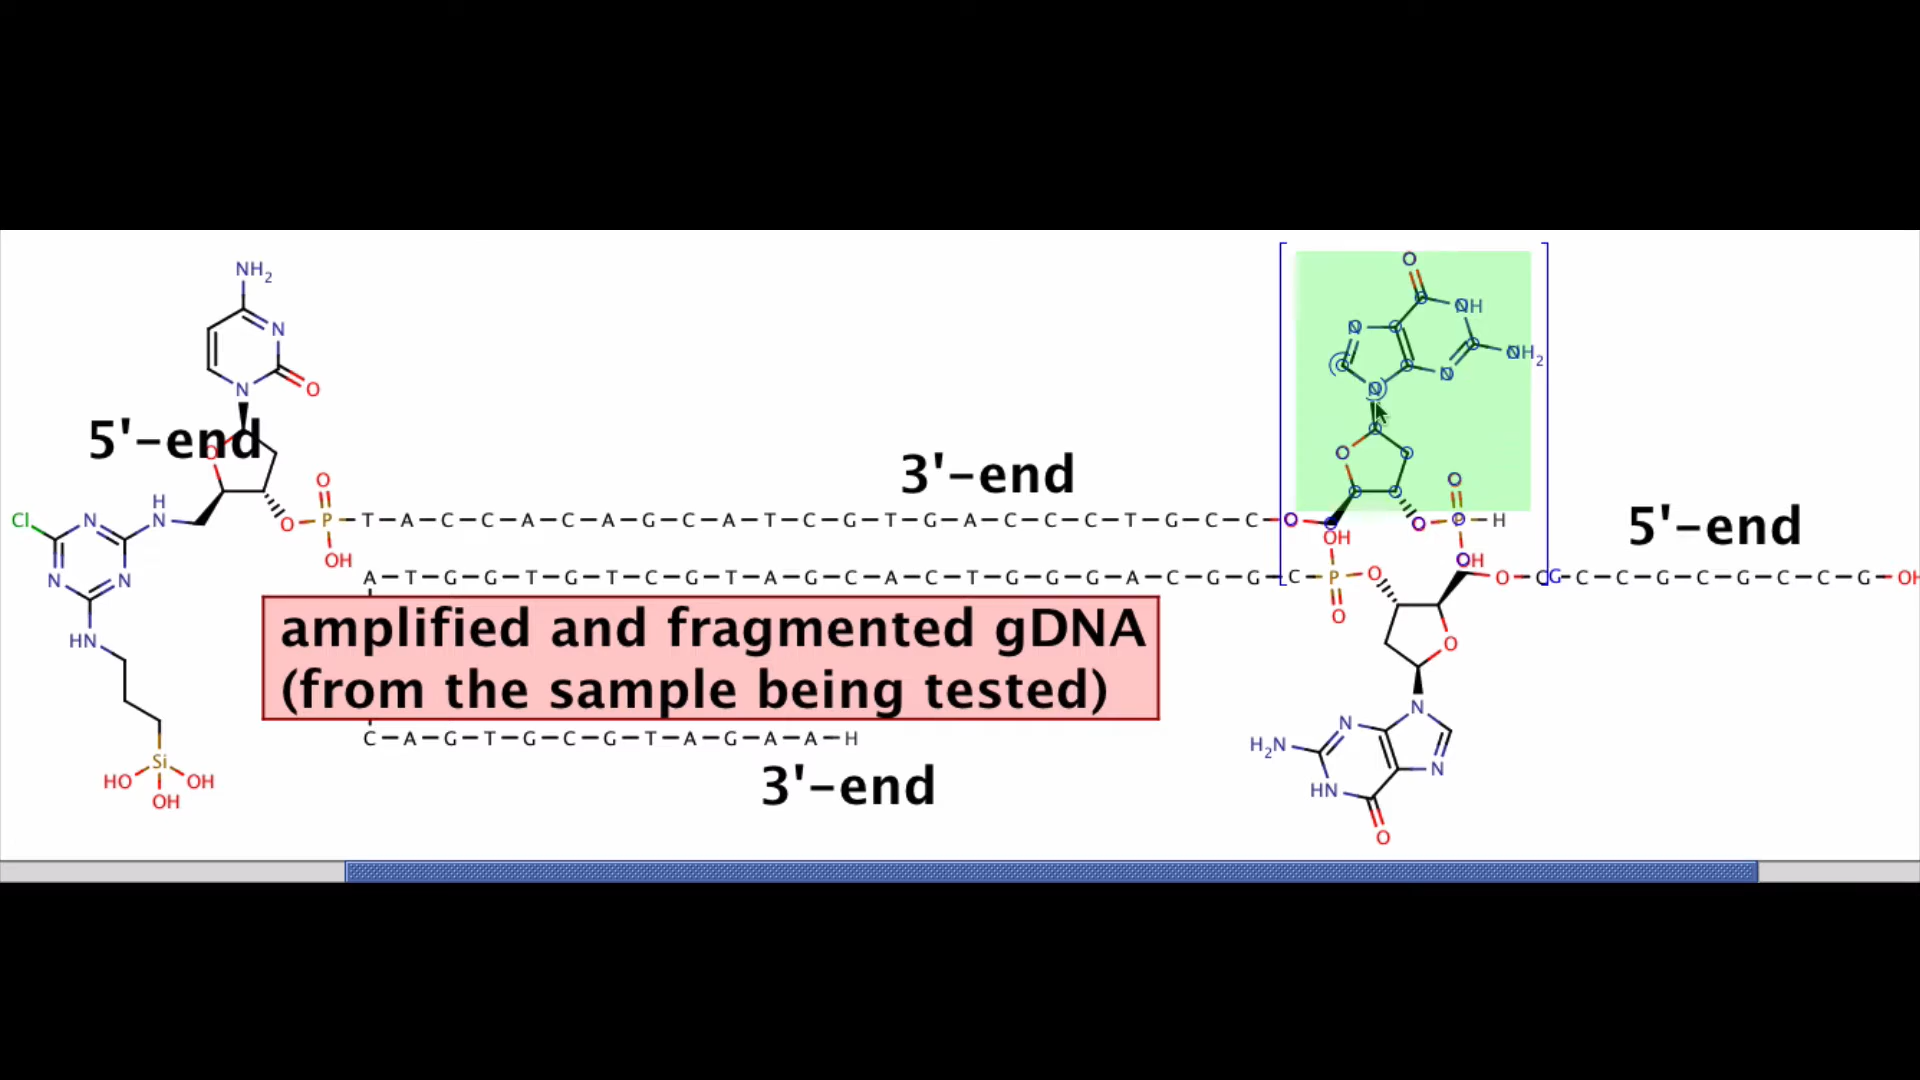 NH2
N
O
N
5'-end
O
Cl
N
H
N
NH
N
N
HN
O
O
P
OH
T-A-C-C-A-C-A-G-C-A-T-C-G-T-G-A-C-C-C-T-G-C-C-O
3'-end
O
NH
N
NH2
N
N
O
O
O
P-H
OH
5'-end
A-T-G-G-T-G-T-C-G-T-A-G-C-A-C-T-G-G-G-A-C-G-G-C-P-O
OH
O
O
G-C-C-G-C-G-C-C-G-OH
amplified and fragmented gDNA
(from the sample being tested)
C-A-G-T-G-C-G-T-A-G-A-A-H
3'-end
Si
HO
OH
OH
O
N
N
H2N
N
HN
O